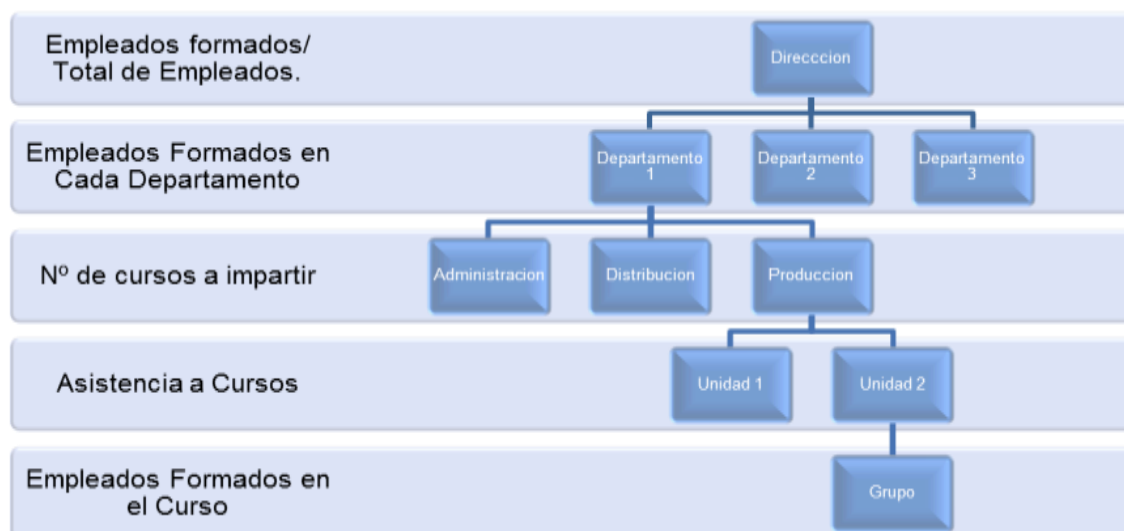 Empleados formados/
Total de Empleados.
Direcccion
Empleados Formados en
Cada Departamento
Departamento
1
Departamento
2
Departamento
3
Nº de cursos a impartir
Administracion
Distribucion
Produccion
Asistencia a Cursos
Unidad 1
Unidad 2
Empleados Formados en
el Curso
Grupo